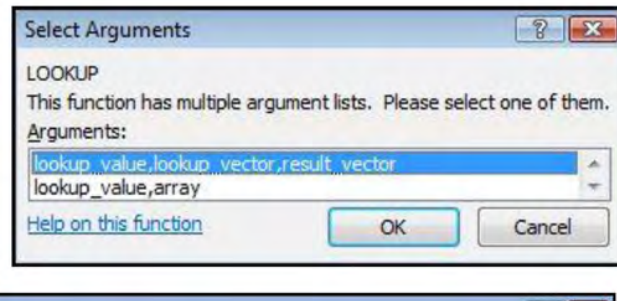 Select Arguments
LOOKUP
This function has multiple argument lists. Please select one of them.
Arguments:
lookup_value,lookup_vector,result_vector
lookup_value,array
Help on this function
OK
Cancel